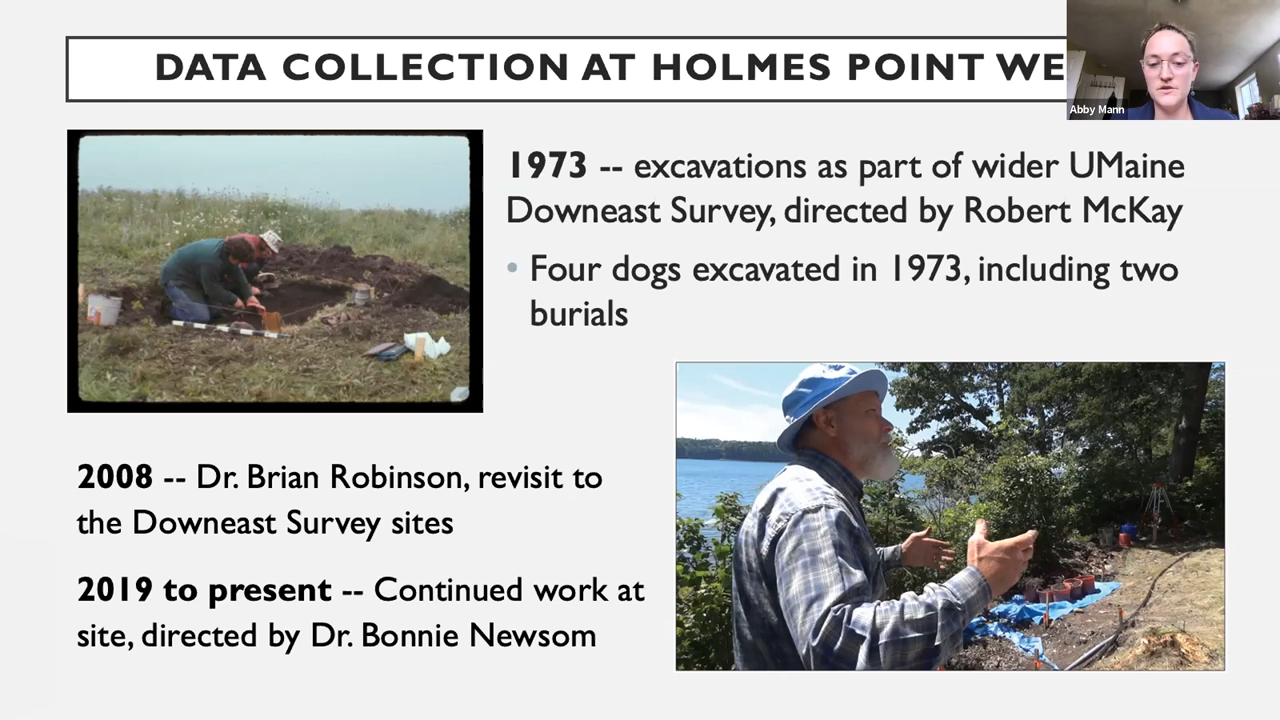 DATA COLLECTION AT HOLMES POINT WE
Abby Mann
1973 -- excavations as part of wider UMaine
Downeast Survey, directed by Robert McKay
• Four dogs excavated in 1973, including two
burials
2008 -- Dr. Brian Robinson, revisit to
the Downeast Survey sites
2019 to present -- Continued work at
site, directed by Dr. Bonnie Newsom